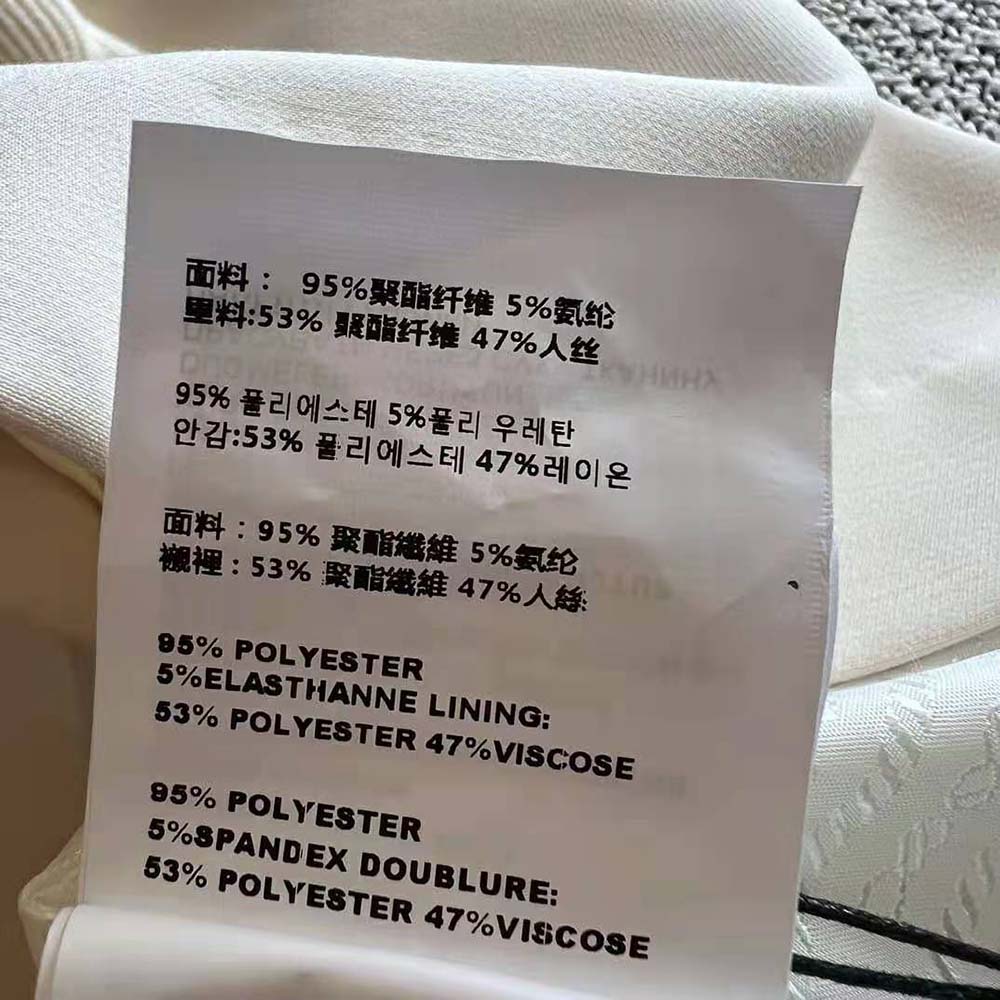 面料： 95%聚酯纤维 5%氨纶
里料:53% 聚酯纤维 47%人丝
95% 폴리에스테 5%폴리 우레탄
안감:53% 폴리에스테 47%레이온
面料：95% 聚酯纖維 5%氨纶
襯裡：53% 聚酯纖維 47%人絲
95% POLYESTER
5%ELASTHANNE LINING:
53% POLYESTER 47%VISCOSE
95% POLYESTER
5%SPANDEX DOUBLURE:
53% POLYESTER 47%VISCOSE